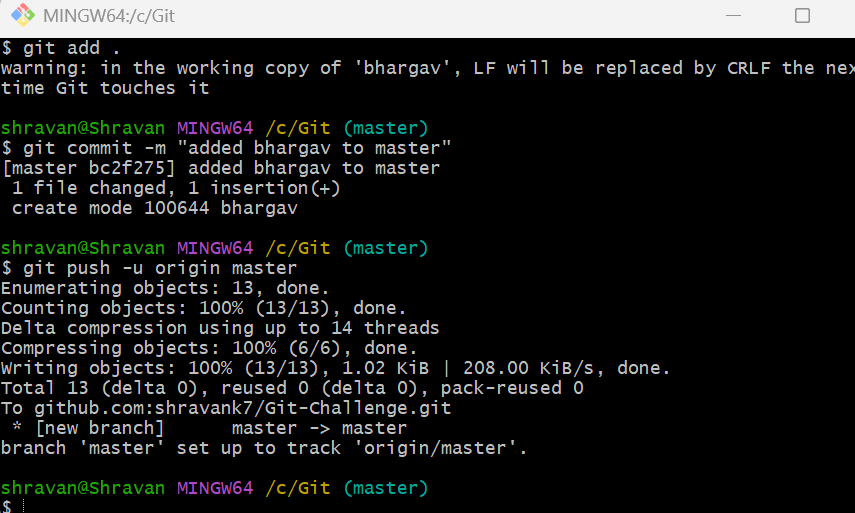 MINGW64:/c/Git
$ git add .
warning: in the working copy of 'bhargav', LF will be replaced by CRLF the nex
time Git touches it
shravan@Shravan MINGW64 /c/Git (master)
$ git commit -m "added bhargav to master"
[master bc2f275] added bhargav to master
 1 file changed, 1 insertion(+)
 create mode 100644 bhargav
shravan@Shravan MINGW64 /c/Git (master)
$ git push -u origin master
Enumerating objects: 13, done.
Counting objects: 100% (13/13), done.
Delta compression using up to 14 threads
Compressing objects: 100% (6/6), done.
Writing objects: 100% (13/13), 1.02 KiB | 208.00 KiB/s, done.
Total 13 (delta 0), reused 0 (delta 0), pack-reused 0
To github.com:shravank7/Git-Challenge.git
 * [new branch]      master -> master
branch 'master' set up to track 'origin/master'.
shravan@Shravan MINGW64 /c/Git (master)
$